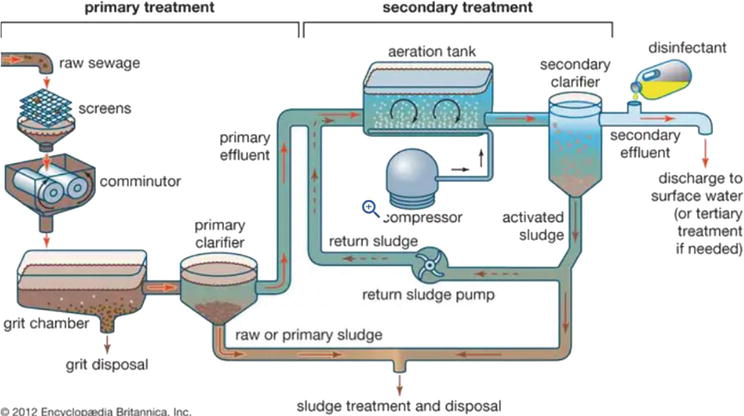 primary treatment
secondary treatment
raw sewage
screens
comminutor
grit chamber
grit disposal
primary
clarifier
primary
effluent
raw or primary sludge
aeration tank
compressor
return sludge
return sludge pump
secondary
clarifier
activated
sludge
disinfectant
secondary
effluent
discharge to
surface water
(or tertiary
treatment
if needed)
sludge treatment and disposal
© 2012 Encyclopædia Britannica, Inc.